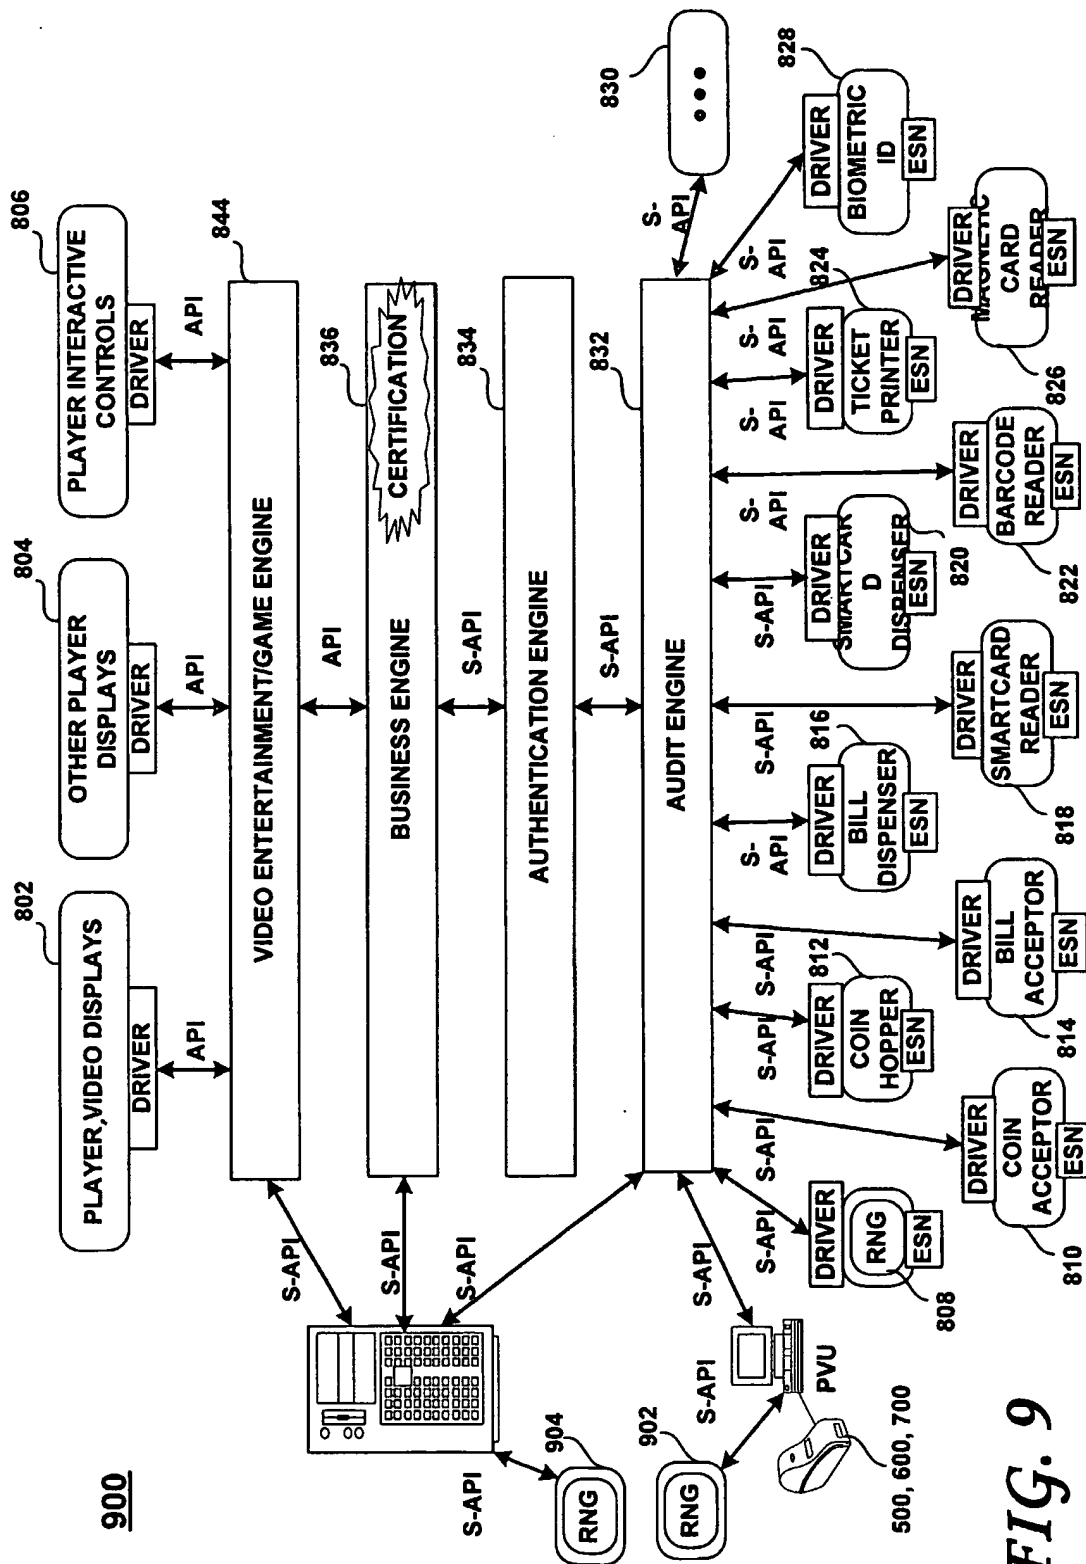 900
802
804
806
PLAYER,VIDEO DISPLAYS
DRIVER
OTHER PLAYER
DISPLAYS
DRIVER
PLAYER INTERACTIVE
CONTROLS
DRIVER
API
API
API
844
VIDEO ENTERTAINMENT/GAME ENGINE
S-API
API
836
BUSINESS ENGINE
CERTIFICATION
S-API
S-API
834
AUTHENTICATION ENGINE
S-API
S-API
832
AUDIT ENGINE
S-API
904
RNG
902
RNG
S-API
S-API
PVU
500, 600, 700
S-API
DRIVER
RNG
ESN
808
S-API
DRIVER
COIN
ACCEPTOR
ESN
810
S-API
DRIVER
COIN
HOPPER
ESN
812
S-API
DRIVER
BILL
ACCEPTOR
ESN
814
S-
API
DRIVER
BILL
DISPENSER
ESN
816
S-API
DRIVER
SMARTCARD
READER
ESN
818
S-API
DRIVER
SMARTCAR
D
DISPENSER
ESN
820
S-
API
DRIVER
BARCODE
READER
ESN
822
S-
API
DRIVER
TICKET
PRINTER
ESN
824
S-
API
DRIVER
MAGNETIC
CARD
READER
ESN
826
S-
API
DRIVER
BIOMETRIC
ID
ESN
828
S-
API
830
FIG. 9